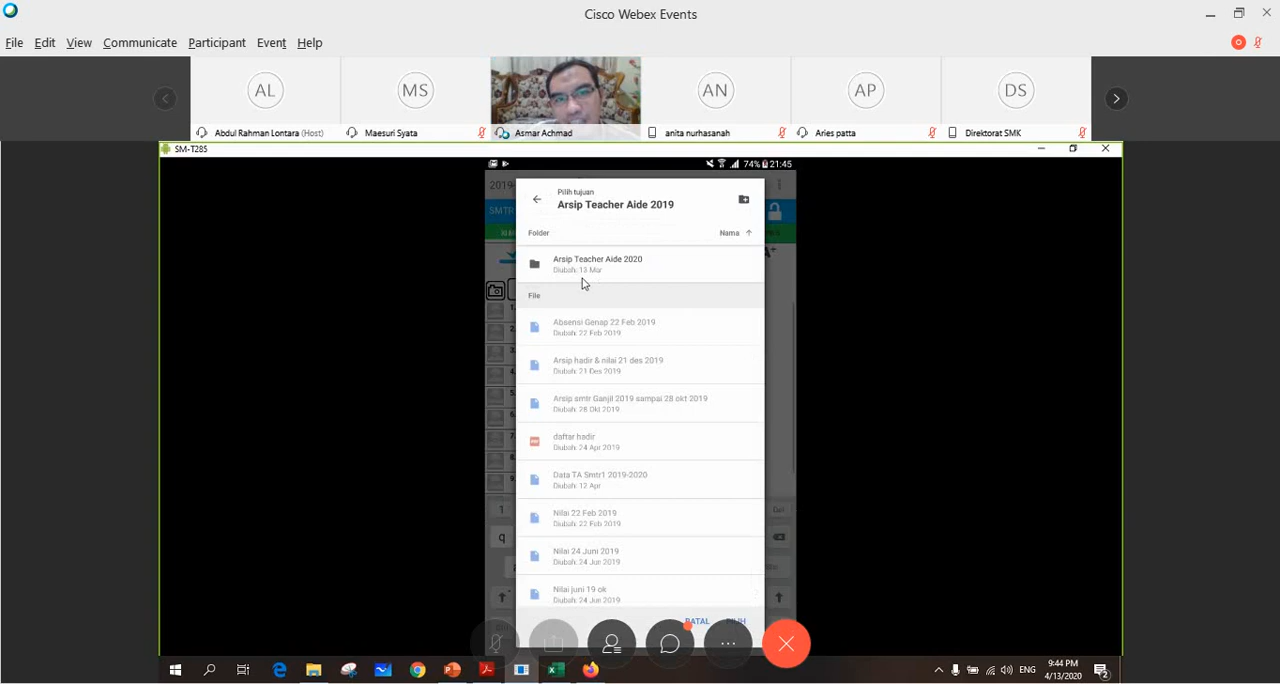 Cisco Webex Events
File Edit View Communicate Participant Event Help
AL MS AN AP DS
Abdul Rahman Lontara (Host) Maesuri Syata Asmar Achmad anita nurhasanah Aries patta Direktorat SMK
SM-T285
74% 21:45
2019-
Pilih tujuan
Arsip Teacher Aide 2019
SMTR
Folder Nama
Arsip Teacher Aide 2020
Diubah: 13 Mar
File
Absensi Genap 22 Feb 2019
Diubah: 22 Feb 2019
Arsip hadir & nilai 21 des 2019
Diubah: 21 Des 2019
Arsip smtr Ganjil 2019 sampai 28 okt 2019
Diubah: 28 Okt 2019
daftar hadir
Diubah: 24 Apr 2019
Data TA Smtr1 2019-2020
Diubah: 12 Apr
Nilai 22 Feb 2019
Diubah: 22 Feb 2019
Nilai 24 Juni 2019
Diubah: 24 Jun 2019
Nilai juni 19 ok
Diubah: 24 Jun 2019
BATAL PILIH
1
q
ENG
9:44 PM
4/13/2020
2